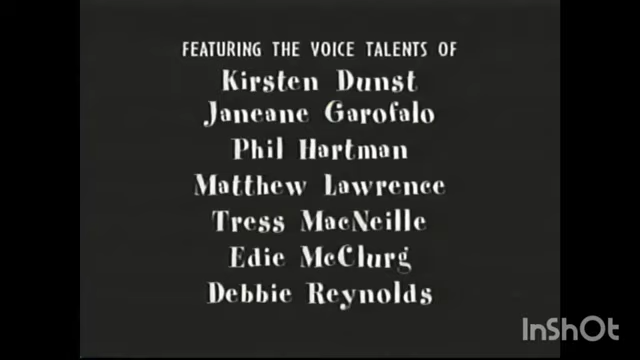 FEATURING THE VOICE TALENTS OF
Kirsten Dunst
Janeane Garofalo
Phil Hartman
Matthew Lawrence
Tress MacNeille
Edie McClurg
Debbie Reynolds
InShOt